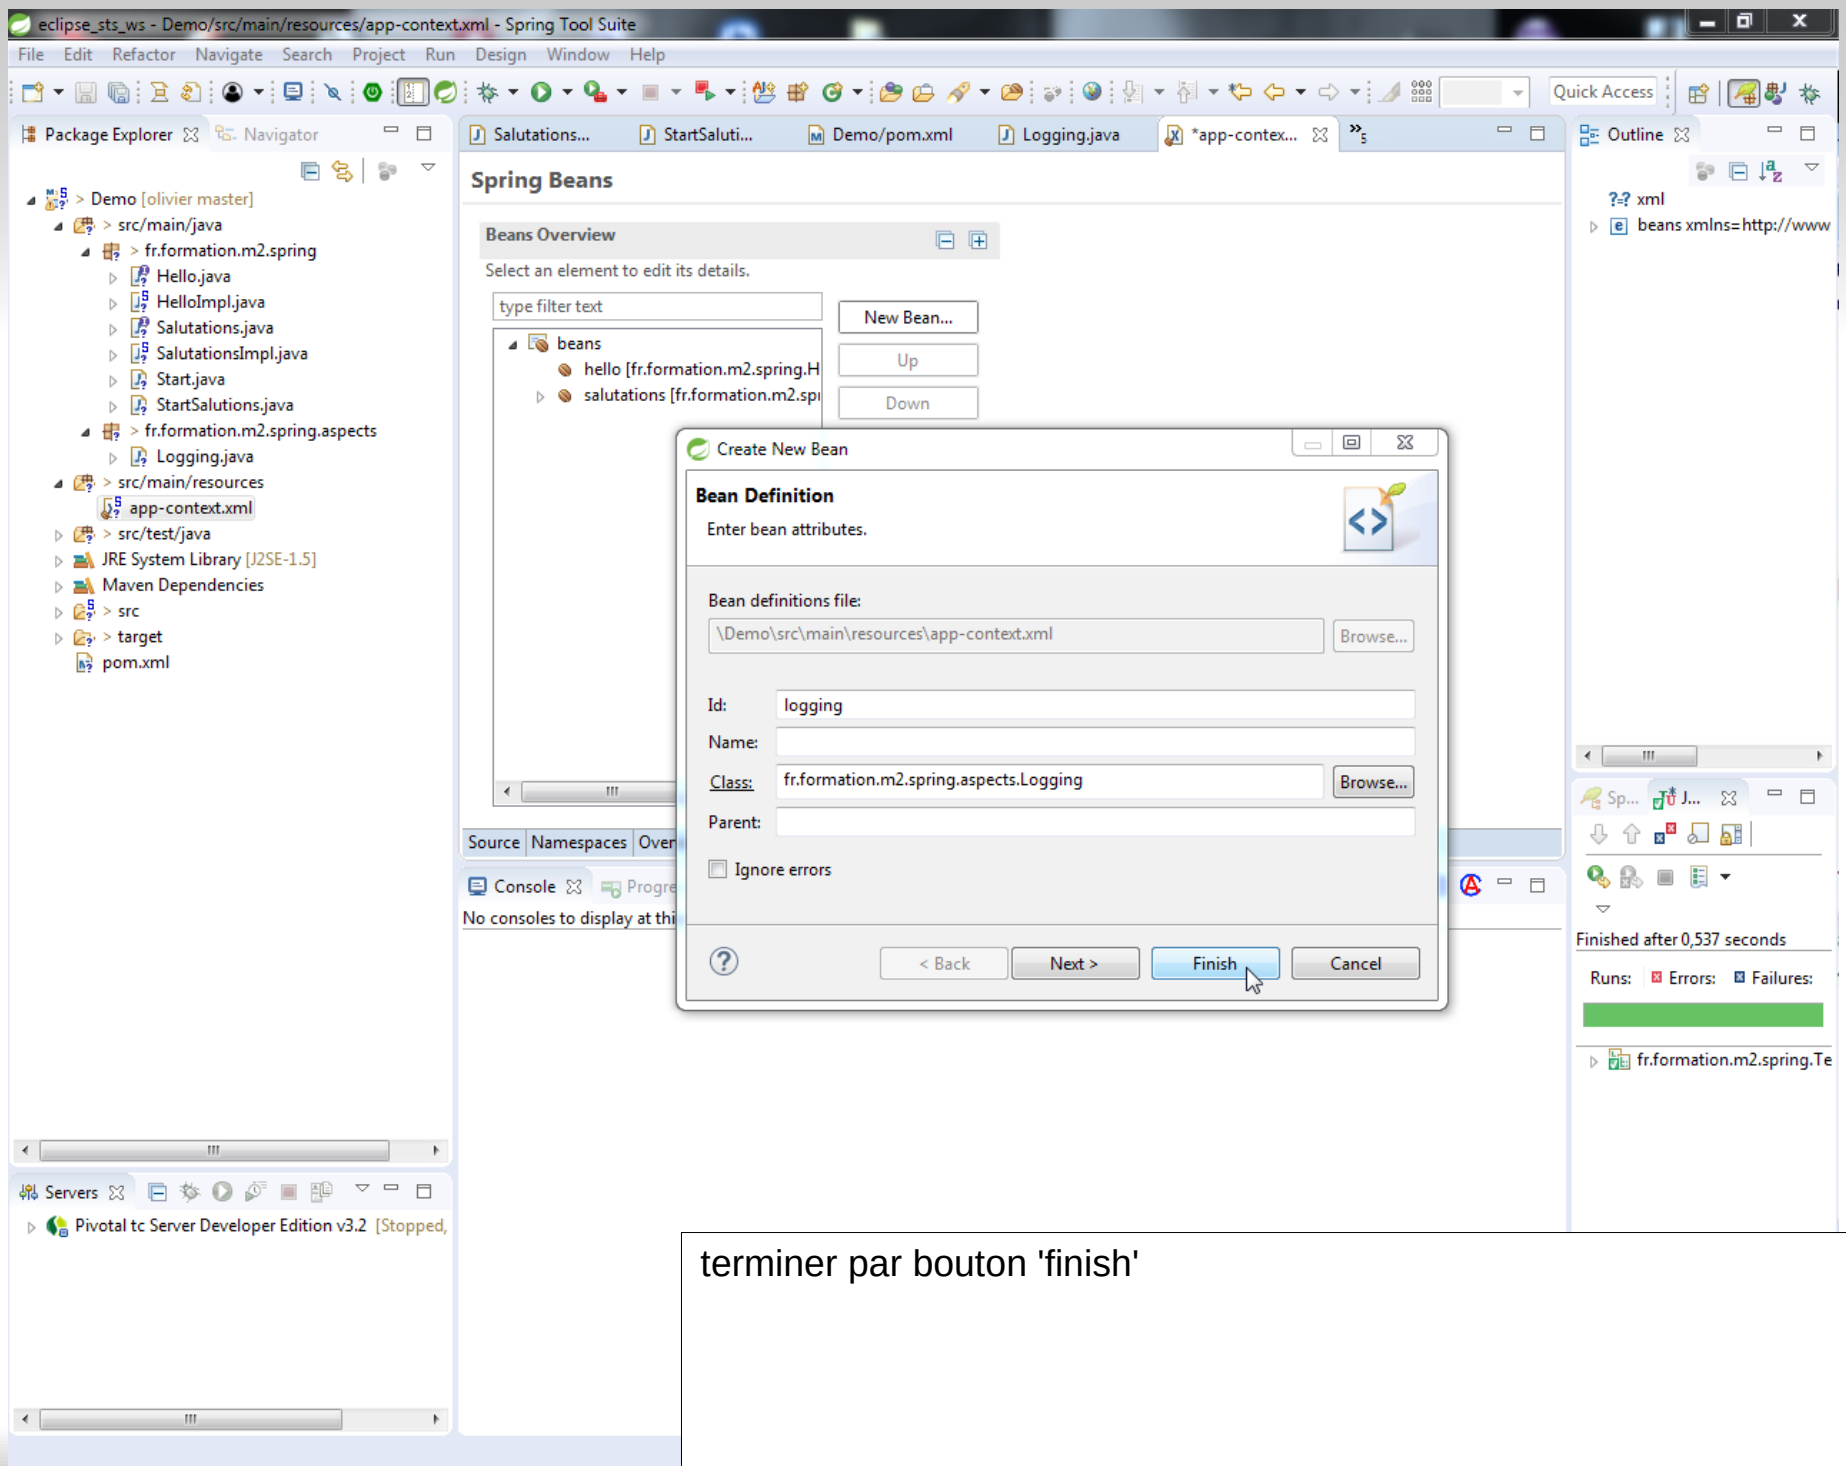 eclipse_sts_ws - Demo/src/main/resources/app-context.xml - Spring Tool Suite
File Edit Refactor Navigate Search Project Run Design Window Help
Quick Access
Package Explorer Navigator
> Demo [olivier master]
> src/main/java
> fr.formation.m2.spring
Hello.java
HelloImpl.java
Salutations.java
SalutationsImpl.java
Start.java
StartSalutions.java
> fr.formation.m2.spring.aspects
Logging.java
> src/main/resources
app-context.xml
> src/test/java
JRE System Library [J2SE-1.5]
Maven Dependencies
> src
> target
pom.xml
Servers
Pivotal tc Server Developer Edition v3.2 [Stopped,
Salutations... StartSaluti... Demo/pom.xml Logging.java *app-contex... »5
Spring Beans
Beans Overview
Select an element to edit its details.
type filter text
beans
hello [fr.formation.m2.spring.H
salutations [fr.formation.m2.spr
New Bean...
Up
Down
Source Namespaces Over
Console Progre
No consoles to display at thi
Create New Bean
Bean Definition
Enter bean attributes.
Bean definitions file:
\Demo\src\main\resources\app-context.xml Browse...
Id: logging
Name:
Class: fr.formation.m2.spring.aspects.Logging Browse...
Parent:
Ignore errors
< Back Next > Finish Cancel
Outline
xml
beans xmlns=http://www
Sp... J...
Finished after 0,537 seconds
Runs: Errors: Failures:
fr.formation.m2.spring.Te
terminer par bouton 'finish'